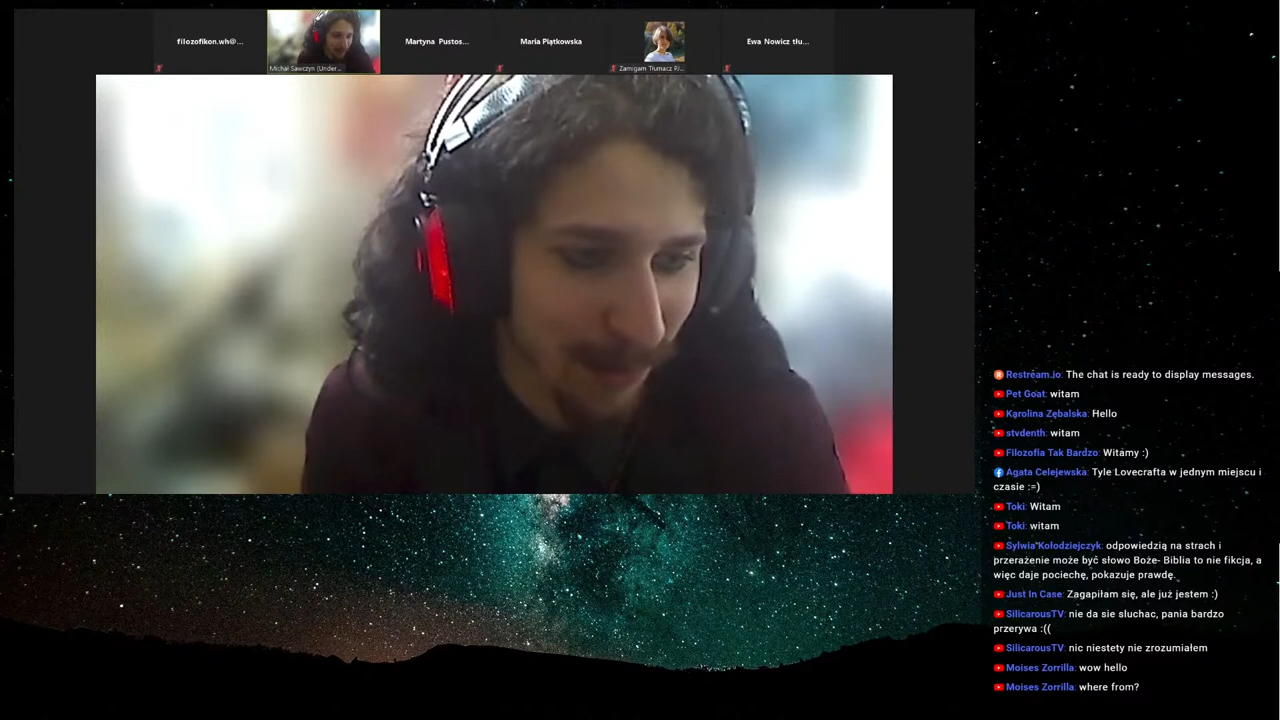 filozofikon.wh@...
Martyna Pustos...
Maria Piątkowska
Ewa Nowicz tłu...
Michał Sawczyn (Under...
Zamigam Tłumacz PJ...
Restream.io: The chat is ready to display messages.
Pet Goat: witam
Karolina Zębalska: Hello
stvdenth: witam
Filozofia Tak Bardzo: Witamy :)
Agata Celejewska: Tyle Lovecrafta w jednym miejscu i
czasie :=)
Toki: Witam
Toki: witam
Sylwia Kołodziejczyk: odpowiedzią na strach i
przerażenie może być słowo Boże- Biblia to nie fikcja, a
więc daje pociechę, pokazuje prawdę.
Just In Case: Zagapiłam się, ale już jestem :)
SilicarousTV: nie da sie sluchac, pania bardzo
przerywa :((
SilicarousTV: nic niestety nie zrozumiałem
Moises Zorrilla: wow hello
Moises Zorrilla: where from?